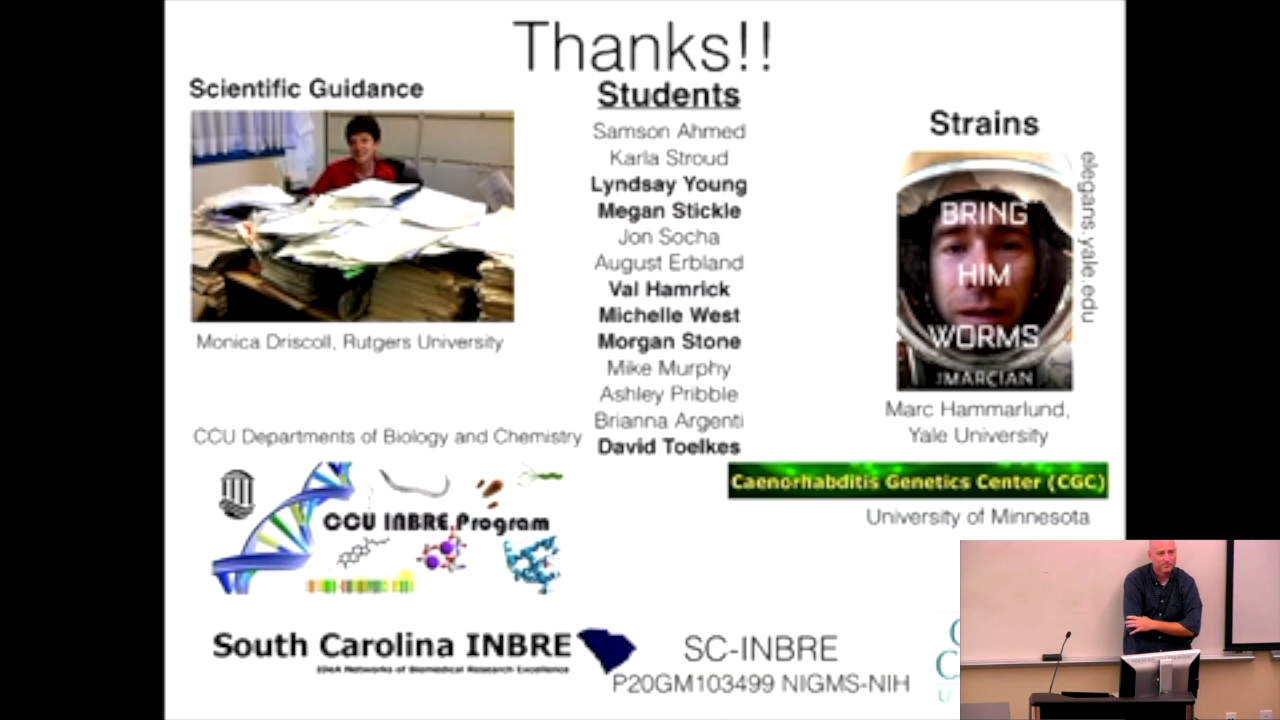 Thanks!!
Scientific Guidance
Monica Driscoll, Rutgers University
CCU Departments of Biology and Chemistry
CCU INBRE Program
Students
Samson Ahmed
Karla Stroud
Lyndsay Young
Megan Stickle
Jon Socha
August Erbland
Val Hamrick
Michelle West
Morgan Stone
Mike Murphy
Ashley Pribble
Brianna Argenti
David Toelkes
Strains
BRING
HIM
WORMS
THE MARCIAN
elegans.yale.edu
Marc Hammarlund,
Yale University
Caenorhabditis Genetics Center (CGC)
University of Minnesota
South Carolina INBRE
IDeA Networks of Biomedical Research Excellence
SC-INBRE
P20GM103499 NIGMS-NIH